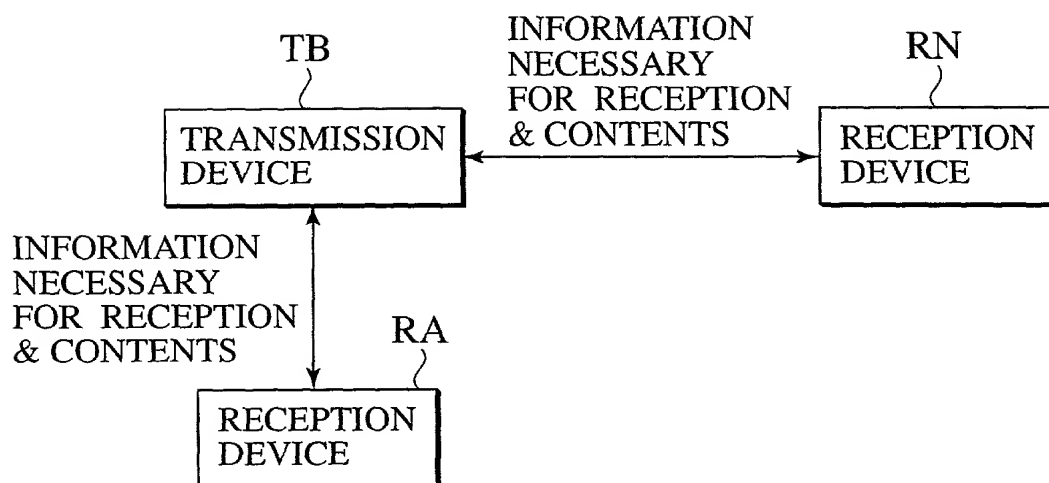 TB
TRANSMISSION
DEVICE
INFORMATION
NECESSARY
FOR RECEPTION
& CONTENTS
RN
RECEPTION
DEVICE
INFORMATION
NECESSARY
FOR RECEPTION
& CONTENTS
RA
RECEPTION
DEVICE